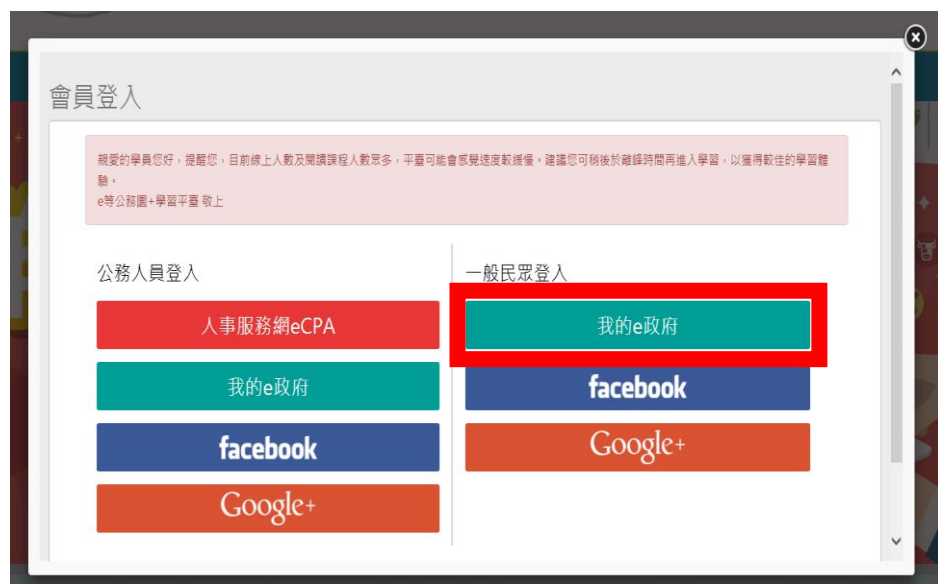 會員登入
親愛的學員您好，提醒您，目前線上人數及閱讀課程人數眾多，平臺可能會感覺速度較緩慢。建議您可稍後於離峰時間再進入學習，以獲得較佳的學習體
驗。
e等公務園+學習平臺 敬上
公務人員登入
人事服務網eCPA
我的e政府
facebook
Google+
一般民眾登入
我的e政府
facebook
Google+